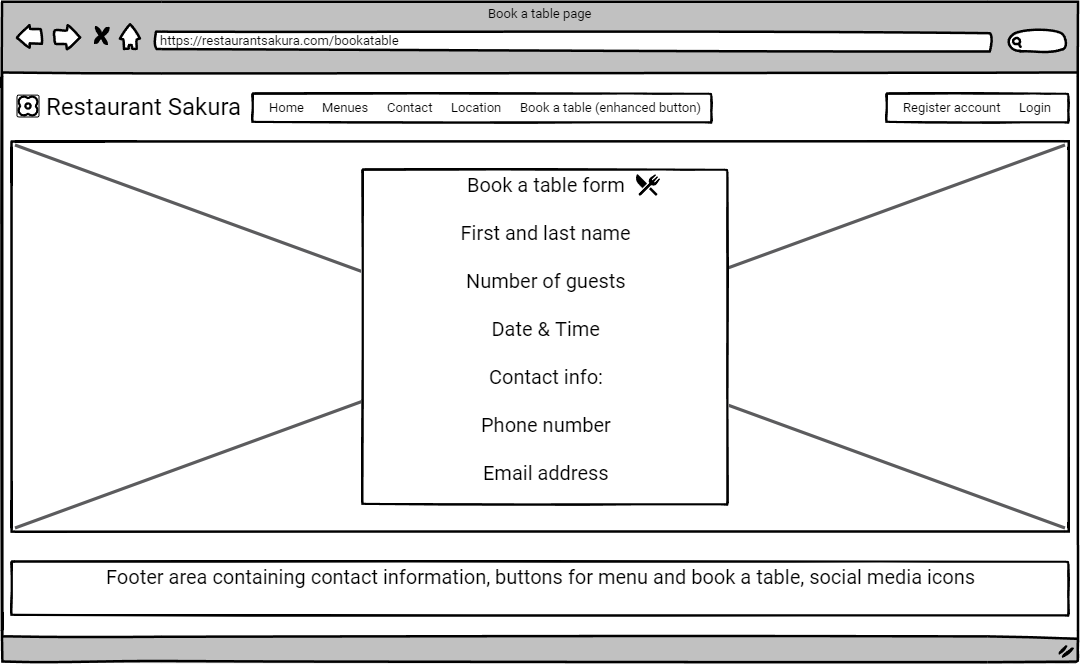 Book a table page
https://restaurantsakura.com/bookatable
Restaurant Sakura
Home Menues Contact Location Book a table (enhanced button)
Register account Login
Book a table form
First and last name
Number of guests
Date & Time
Contact info:
Phone number
Email address
Footer area containing contact information, buttons for menu and book a table, social media icons